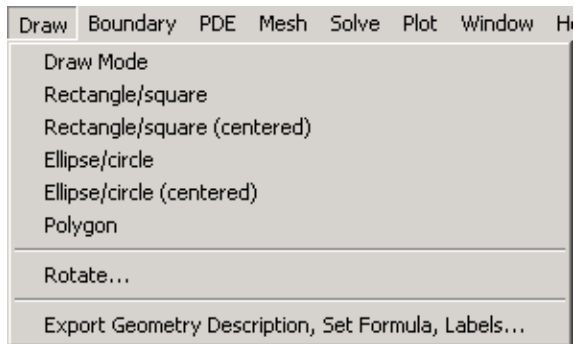 Draw Boundary PDE Mesh Solve Plot Window
Draw Mode
Rectangle/square
Rectangle/square (centered)
Ellipse/circle
Ellipse/circle (centered)
Polygon
Rotate...
Export Geometry Description, Set Formula, Labels...